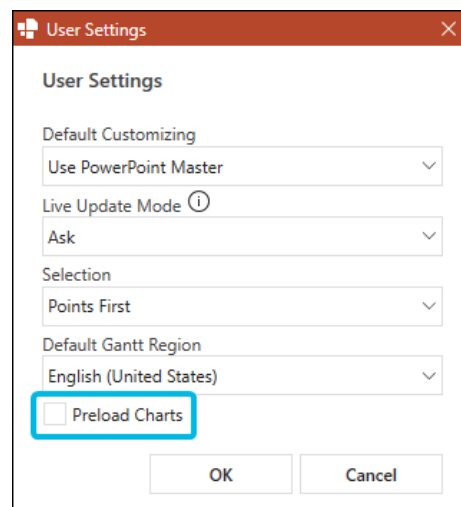 User Settings
User Settings
Default Customizing
Use PowerPoint Master
Live Update Mode
Ask
Selection
Points First
Default Gantt Region
English (United States)
Preload Charts
OK Cancel